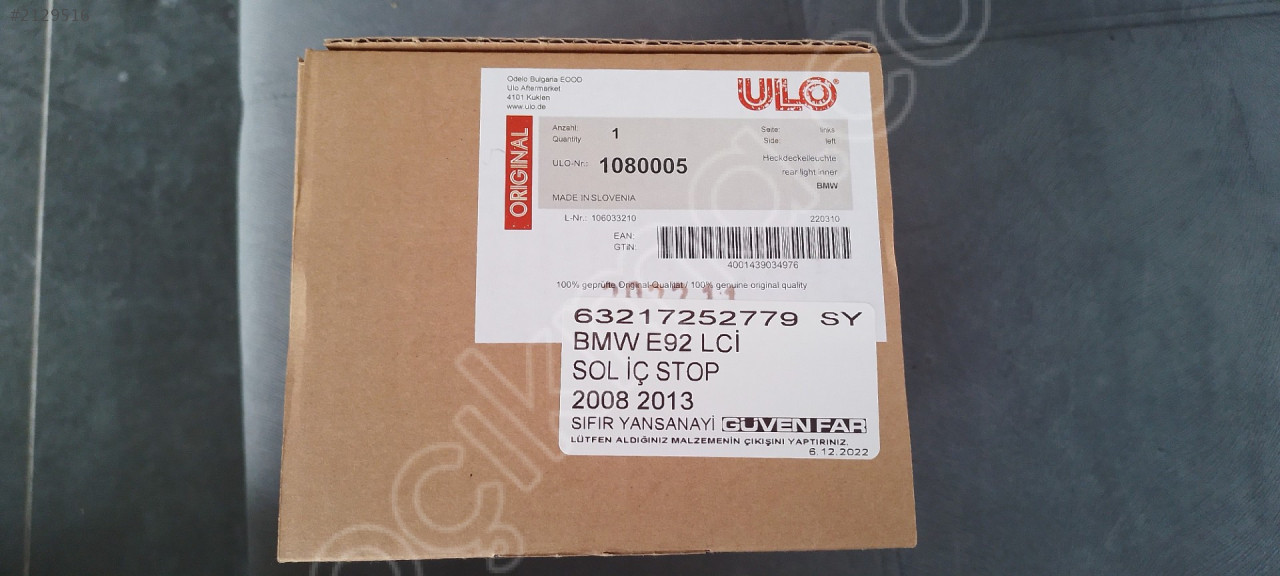 #2129916
Odelo Bulgaria EOOD
Ulo Aftermarket
4101 Kuklen
www.ulo.de
ULO®
ORIGINAL
Anzahl:
Quantity
1
Seite: links
Side: left
ULO-Nr.: 1080005
Heckdeckelleuchte
rear light inner
BMW
MADE IN SLOVENIA
L-Nr.: 106033210
220310
EAN:
GTIN:
4001439034976
100% geprüfte Original-Qualität / 100% genuine original quality
63217252779 SY
BMW E92 LCİ
SOL İÇ STOP
2008 2013
SIFIR YANSANAYİ GÜVEN FAR
LÜTFEN ALDIĞINIZ MALZEMENİN ÇIKIŞINI YAPTIRINIZ.
6.12.2022